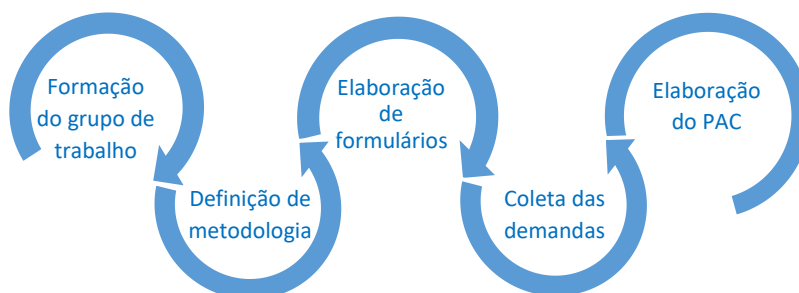 Formação
do grupo de
trabalho
Definição de
metodologia
Elaboração
de
formulários
Coleta das
demandas
Elaboração
do PAC